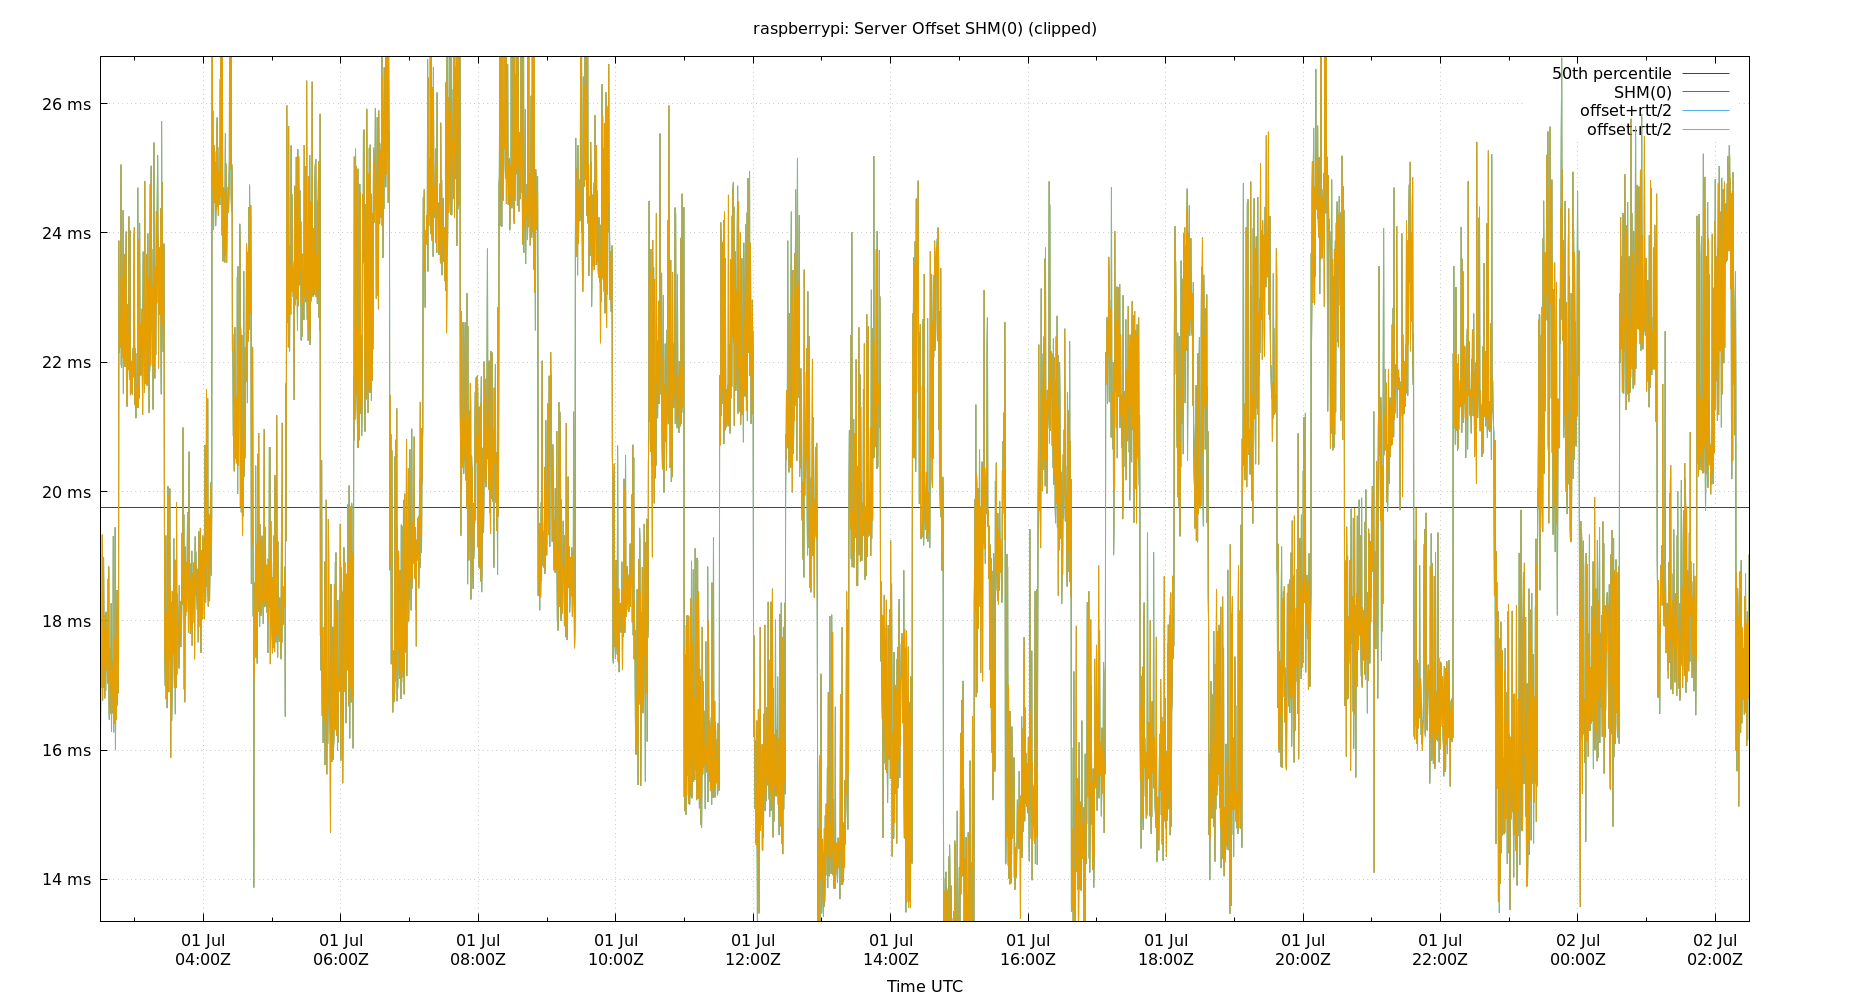 raspberrypi: Server Offset SHM(0) (clipped)
50th percentile
SHM(0)
offset+rtt/2
offset-rtt/2
26 ms
24 ms
22 ms
20 ms
18 ms
16 ms
14 ms
01 Jul 01 Jul 01 Jul 01 Jul 01 Jul 01 Jul 01 Jul 01 Jul 01 Jul 01 Jul 02 Jul 02 Jul
04:00Z 06:00Z 08:00Z 10:00Z 12:00Z 14:00Z 16:00Z 18:00Z 20:00Z 22:00Z 00:00Z 02:00Z
Time UTC